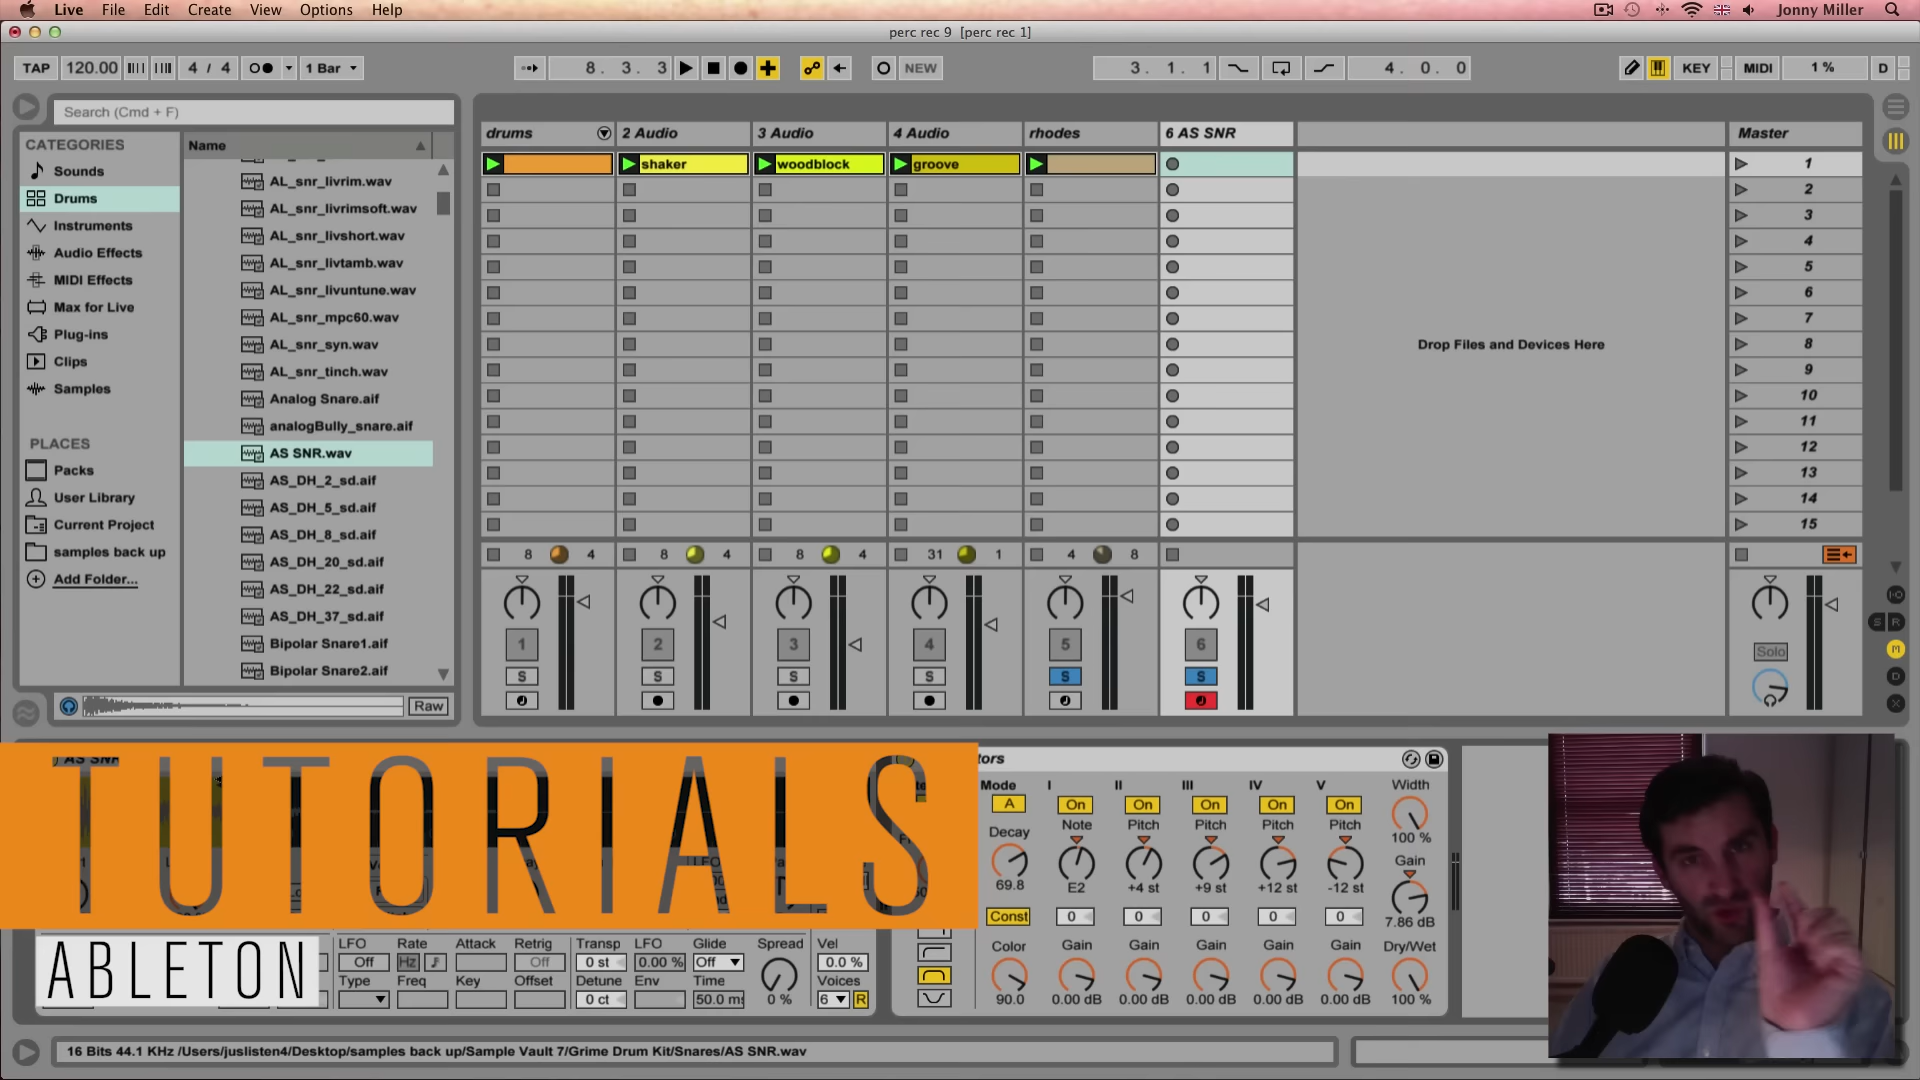 Live File Edit Create View Options Help Jonny Miller
perc rec 9 [perc rec 1]
TAP 120.00 4 / 4 1 Bar 8. 3. 3 NEW 3. 1. 1 4. 0. 0 KEY MIDI 1 % D
Search (Cmd + F)
CATEGORIES
Sounds
Drums
Instruments
Audio Effects
MIDI Effects
Max for Live
Plug-ins
Clips
Samples
PLACES
Packs
User Library
Current Project
samples back up
Add Folder...
Name
AL_snr_livrim.wav
AL_snr_livrimsoft.wav
AL_snr_livshort.wav
AL_snr_livtamb.wav
AL_snr_livuntune.wav
AL_snr_mpc60.wav
AL_snr_syn.wav
AL_snr_tinch.wav
Analog Snare.aif
analogBully_snare.aif
AS SNR.wav
AS_DH_2_sd.aif
AS_DH_5_sd.aif
AS_DH_8_sd.aif
AS_DH_20_sd.aif
AS_DH_22_sd.aif
AS_DH_37_sd.aif
Bipolar Snare1.aif
Bipolar Snare2.aif
Raw
drums 2 Audio 3 Audio 4 Audio rhodes 6 AS SNR Master
shaker woodblock groove 1
2
3
4
5
6
7
Drop Files and Devices Here 8
9
10
11
12
13
14
15
8 4 8 4 8 4 31 1 4 8
1 2 3 4 5 6 Solo
S S S S S S
AS SNR
TUTORIALS
ABLETON
LFO Rate Attack Retrig Transp LFO Glide Spread Vel
Off Hz Off 0 st 0.00 % Off 0.0 %
Type Freq Key Offset Detune Env Time Voices
0 ct 50.0 ms 0 % 6 R
tors
Mode I II III IV V Width
A On On On On On
Decay Note Pitch Pitch Pitch Pitch 100 %
Gain
69.8 E2 +4 st +9 st +12 st -12 st
Const 0 0 0 0 0 7.86 dB
Color Gain Gain Gain Gain Gain Dry/Wet
90.0 0.00 dB 0.00 dB 0.00 dB 0.00 dB 0.00 dB 100 %
16 Bits 44.1 KHz /Users/juslisten4/Desktop/samples back up/Sample Vault 7/Grime Drum Kit/Snares/AS SNR.wav